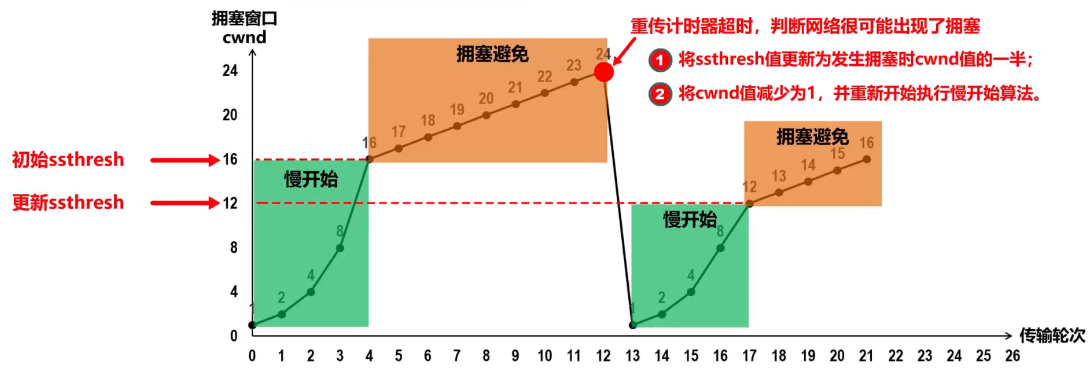 拥塞窗口
cwnd
重传计时器超时，判断网络很可能出现了拥塞
1 将ssthresh值更新为发生拥塞时cwnd值的一半；
2 将cwnd值减少为1，并重新开始执行慢开始算法。
拥塞避免
24
24
23
22
21
20
19
18
17
16
20
初始ssthresh
16
慢开始
拥塞避免
16
15
14
13
12
更新ssthresh
12
慢开始
8
8
8
4
4
4
2
2
1
1
0
传输轮次
0 1 2 3 4 5 6 7 8 9 10 11 12 13 14 15 16 17 18 19 20 21 22 23 24 25 26